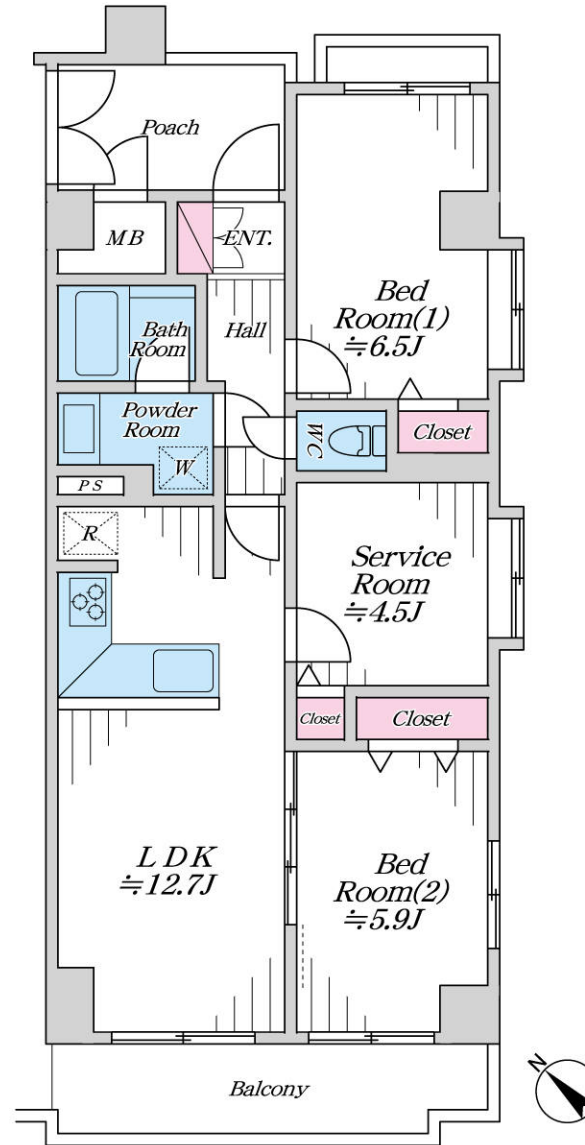 Poach
MB
ENT.
Bath
Room
Hall
Bed
Room(1)
≒6.5J
Powder
Room
W
WC
Closet
PS
R
Service
Room
≒4.5J
Closet
Closet
LDK
≒12.7J
Bed
Room(2)
≒5.9J
Balcony
N